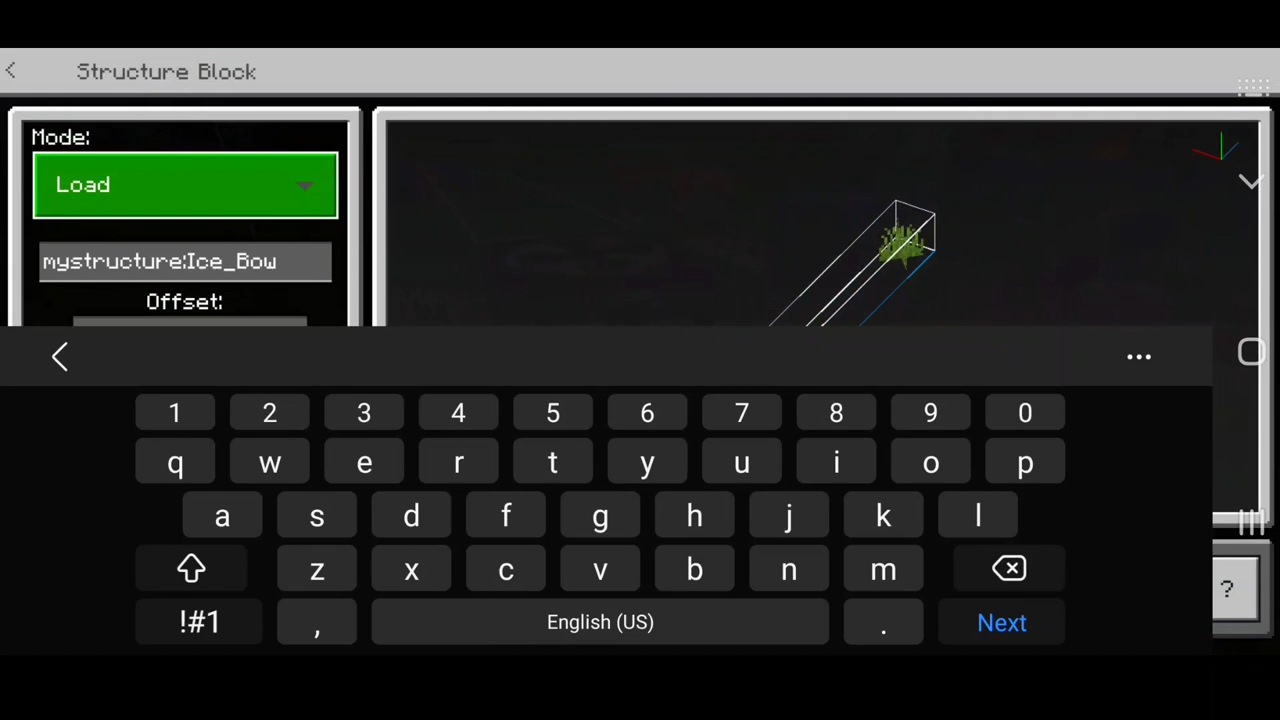 Structure Block
Mode:
Load
mystructure:Ice_Bow
Offset:
1 2 3 4 5 6 7 8 9 0
q w e r t y u i o p
a s d f g h j k l
z x c v b n m
!#1 , English (US) . Next
?